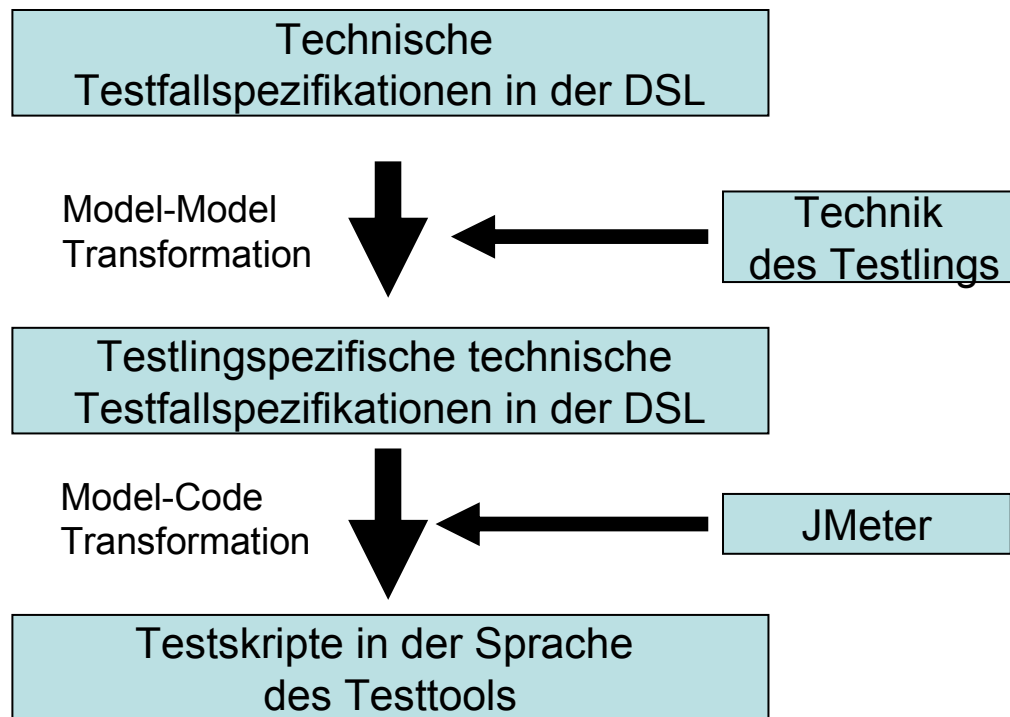 Technische
Testfallspezifikationen in der DSL
Model-Model
Transformation
Technik
des Testlings
Testlingspezifische technische
Testfallspezifikationen in der DSL
Model-Code
Transformation
JMeter
Testskripte in der Sprache
des Testtools